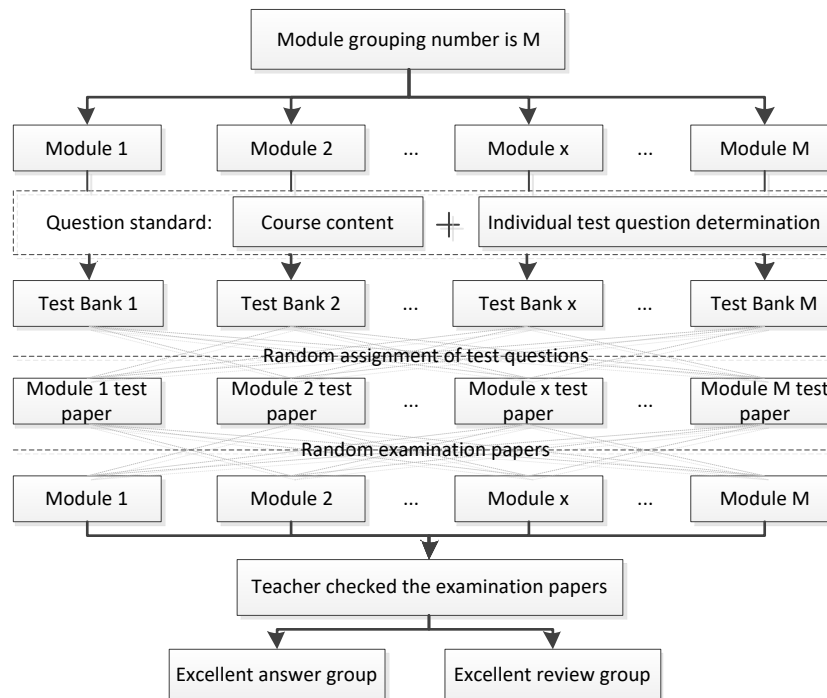 Module grouping number is M
Module 1 Module 2 ... Module x ... Module M
Question standard: Course content + Individual test question determination
Test Bank 1 Test Bank 2 ... Test Bank x ... Test Bank M
Random assignment of test questions
Module 1 test paper Module 2 test paper ... Module x test paper ... Module M test paper
Random examination papers
Module 1 Module 2 ... Module x ... Module M
Teacher checked the examination papers
Excellent answer group Excellent review group